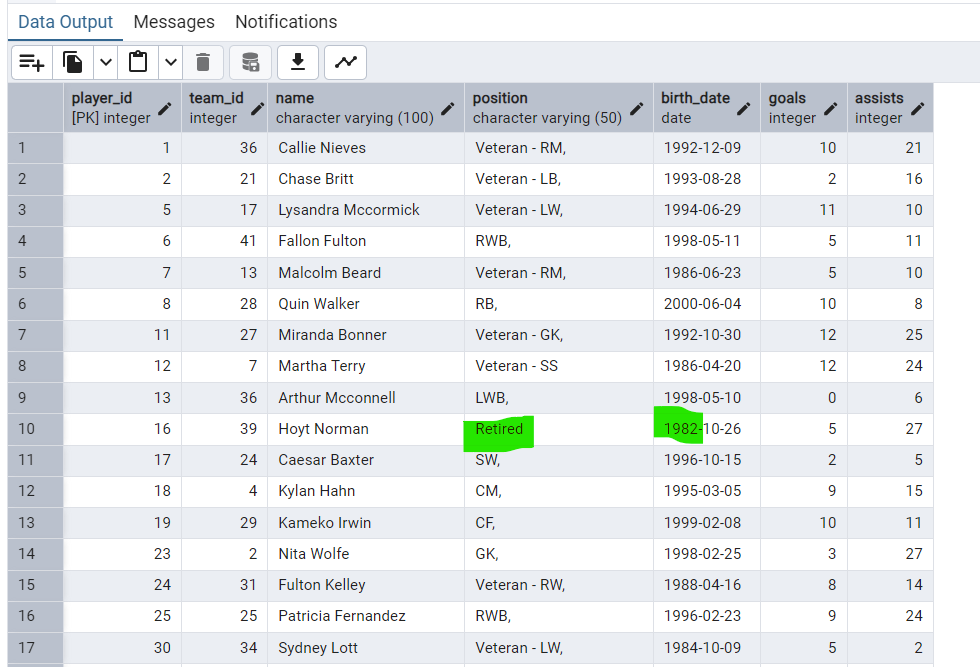 Data Output Messages Notifications
player_id team_id name position birth_date goals assists
[PK] integer integer character varying (100) character varying (50) date integer integer
1 1 36 Callie Nieves Veteran - RM, 1992-12-09 10 21
2 2 21 Chase Britt Veteran - LB, 1993-08-28 2 16
3 5 17 Lysandra Mccormick Veteran - LW, 1994-06-29 11 10
4 6 41 Fallon Fulton RWB, 1998-05-11 5 11
5 7 13 Malcolm Beard Veteran - RM, 1986-06-23 5 10
6 8 28 Quin Walker RB, 2000-06-04 10 8
7 11 27 Miranda Bonner Veteran - GK, 1992-10-30 12 25
8 12 7 Martha Terry Veteran - SS 1986-04-20 12 24
9 13 36 Arthur Mcconnell LWB, 1998-05-10 0 6
10 16 39 Hoyt Norman Retired 1982-10-26 5 27
11 17 24 Caesar Baxter SW, 1996-10-15 2 5
12 18 4 Kylan Hahn CM, 1995-03-05 9 15
13 19 29 Kameko Irwin CF, 1999-02-08 10 11
14 23 2 Nita Wolfe GK, 1998-02-25 3 27
15 24 31 Fulton Kelley Veteran - RW, 1988-04-16 8 14
16 25 25 Patricia Fernandez RWB, 1996-02-23 9 24
17 30 34 Sydney Lott Veteran - LW, 1984-10-09 5 2